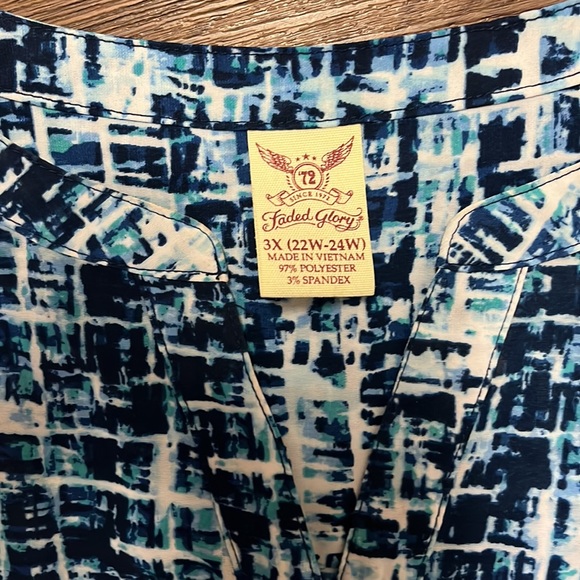 '72
SINCE 1972
Faded Glory®
3X (22W-24W)
MADE IN VIETNAM
97% POLYESTER
3% SPANDEX